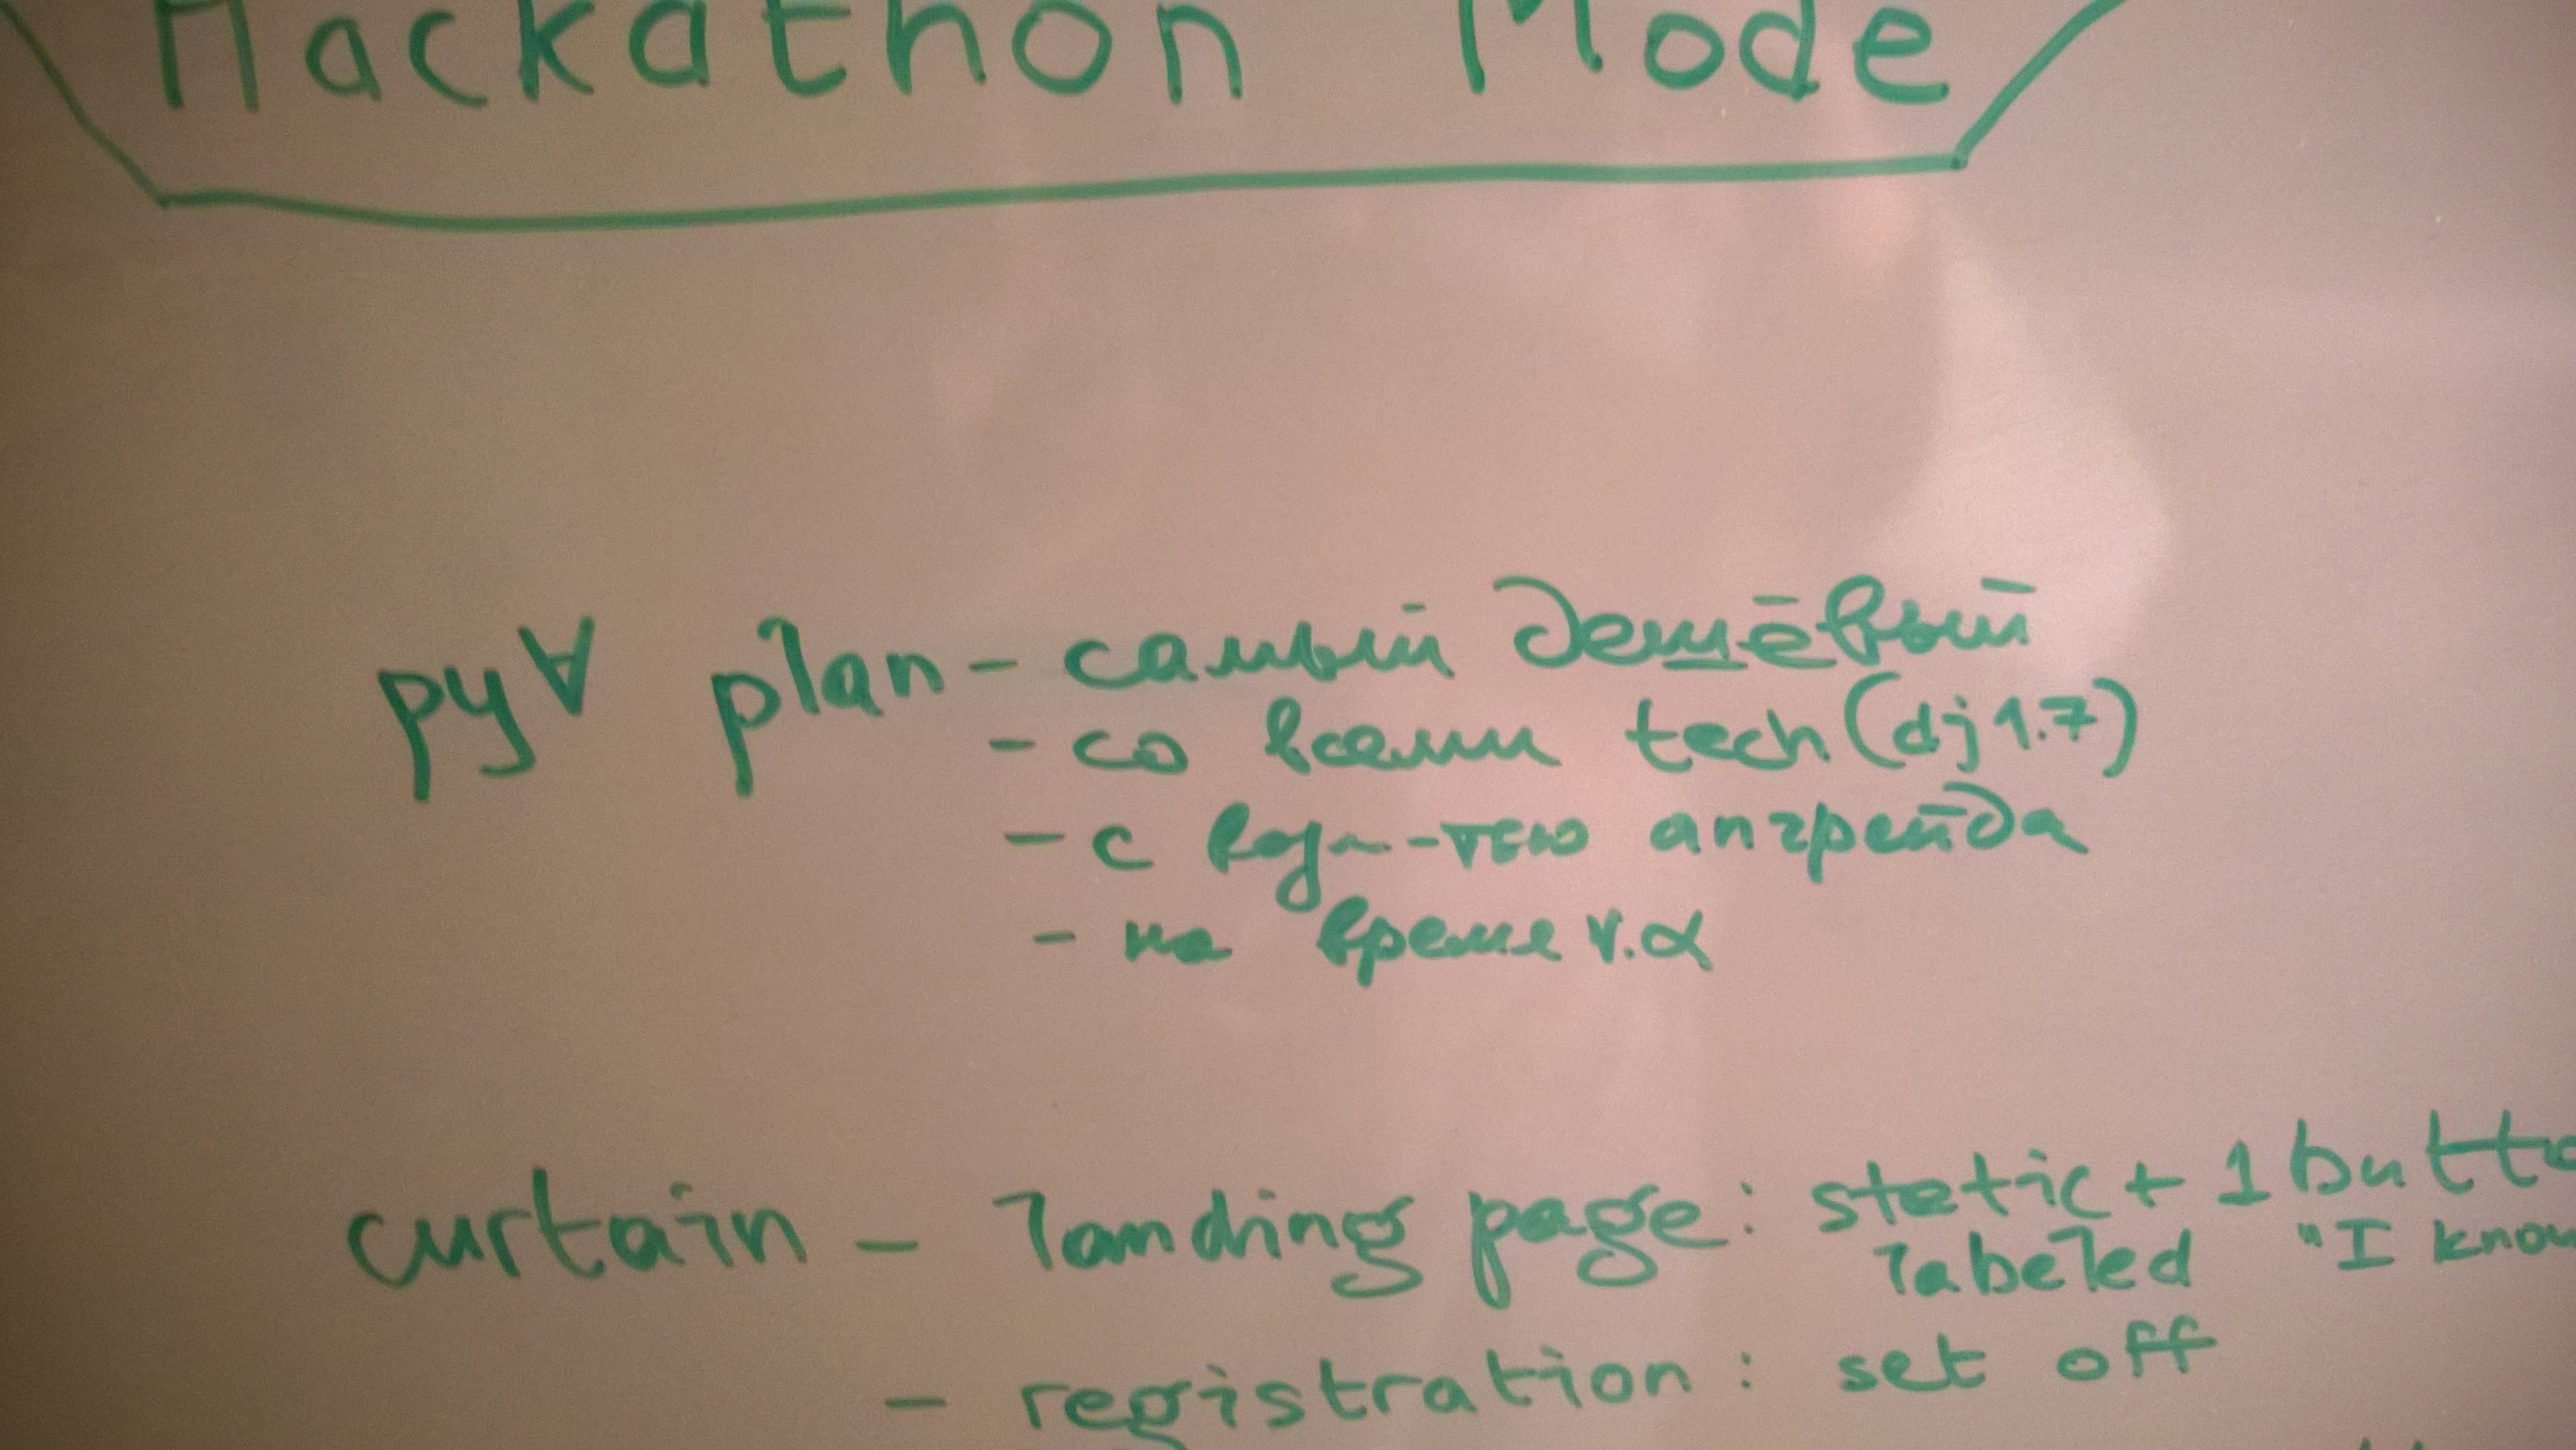 Hackathon Mode
py∀ plan - самый дешёвый
- со всеми tech (dj 1.7)
- с возм-тью апгрейда
- на время v.α
curtain - landing page: static + 1 butto
labeled "I know
- registration: set off